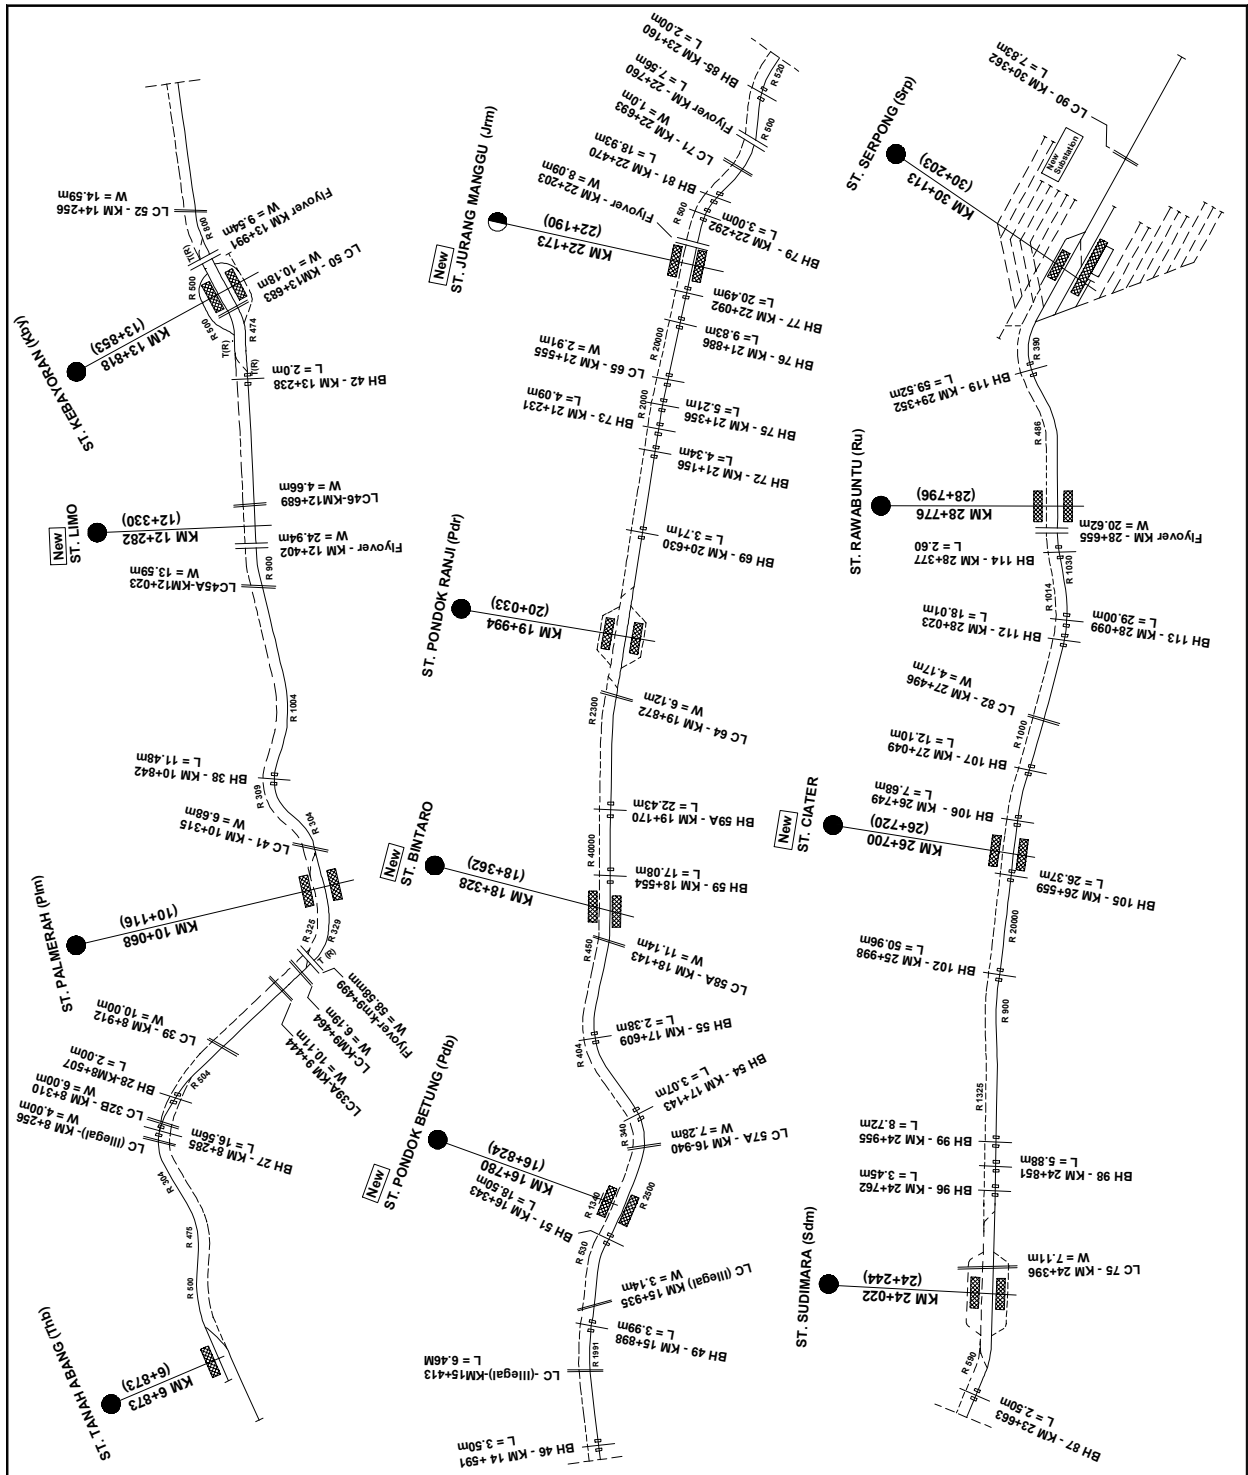 ST. TANAH ABANG (Thb)
KM 6+873
(6+873)
R 500
R 475
R 304
LC (Illegal)- KM 8+256
W = 4.00m
BH 27 - KM 8+285
L = 16.56m
LC 32B - KM 8+310
W = 6.00m
BH 28-KM8+507
L = 2.00m
R 504
LC 39 - KM 8+912
W = 10.00m
LC39A-KM 9+444
W = 10.11m
LC-KM9+464
W = 6.19m
Flyover-km9+499
W = 58.58mm
T (R)
R 325
R 329
ST. PALMERAH (Plm)
KM 10+068
(10+116)
LC 41 - KM 10+315
W = 6.68m
R 304
R 309
BH 38 - KM 10+842
L = 11.48m
R 1004
LC45A-KM12+023
W = 13.59m
R 900
New
ST. LIMO
KM 12+282
(12+330)
Flyover - KM 12+402
W = 24.94m
LC46-KM12+689
W = 4.66m
BH 42 - KM 13+238
L = 2.0m
T(R)
T(R)
R 474
R 500
R 500
ST. KEBAYORAN (Kby)
KM 13+818
(13+853)
LC 50 - KM13+683
W = 10.18m
Flyover KM 13+991
W = 9.54m
T(R)
R 800
LC 52 - KM 14+256
W = 14.59m
BH 46 - KM 14 +591
L = 3.50m
LC -(Illegal)-KM15+413
L = 6.46M
R 1991
BH 49 - KM 15+898
L = 3.99m
LC (Illegal) KM 15+935
W = 3.14m
R 530
BH 51 - KM 16+343
L = 18.50m
New
ST. PONDOK BETUNG (Pdb)
KM 16+780
(16+824)
R 1340
R 2500
R 340
LC 57A - KM 16-940
W = 7.28m
BH 54 - KM 17+143
L = 3.07m
R 404
BH 55 - KM 17+609
L = 2.38m
LC 58A - KM 18+143
W = 11.14m
R 450
New
ST. BINTARO
KM 18+328
(18+362)
BH 59 - KM 18+554
L = 17.08m
R 40000
BH 59A - KM 19+170
L = 22.43m
LC 64 - KM 19+872
W = 6.12m
R 2300
ST. PONDOK RANJI (Pdr)
KM 19+994
(20+033)
BH 69 - KM 20+630
L = 3.71m
BH 72 - KM 21+156
L= 4.34m
BH 73 - KM 21+231
L = 4.09m
BH 75 - KM 21+356
L = 5.21m
R 2000
LC 65 - KM 21+555
W = 2.91m
R 20000
BH 76 - KM 21+886
L = 9.83m
BH 77 - KM 22+092
L= 20.49m
New
ST. JURANG MANGGU (Jrm)
KM 22+173
(22+190)
Flyover - KM 22+203
W = 8.09m
BH 79 - KM 22+292
L = 3.00m
R 500
BH 81 - KM 22+470
L = 18.93m
LC 71 - KM 22+693
W = 1.0m
Flyover KM - 22+760
L = 7.56m
R 500
BH 85- KM 23+160
L = 2.00m
R 520
BH 87 - KM 23+663
L = 2.50m
R 590
ST. SUDIMARA (Sdm)
KM 24+022
(24+244)
LC 75 - KM 24+396
W = 7.11m
BH 96 - KM 24+762
L = 3.45m
BH 98 - KM 24+851
L = 5.88m
BH 99 - KM 24+955
L = 8.72m
R 1325
R 900
BH 102 - KM 25+998
L = 50.96m
R 20000
BH 105 - KM 26+559
L = 26.37m
New
ST. CIATER
KM 26+700
(26+720)
BH 106 - KM 26+749
L = 7.68m
BH 107 - KM 27+049
L = 12.10m
R 1000
LC 82 - KM 27+496
W = 4.17m
BH 112 - KM 28+023
L = 18.01m
BH 113 - KM 28+099
L = 29.00m
R 1014
R 1030
BH 114 - KM 28+377
L = 2.60
Flyover KM - 28+655
W = 20.62m
ST. RAWABUNTU (Ru)
KM 28+776
(28+796)
R 486
BH 119 - KM 29+352
L = 59.52m
R 390
ST. SERPONG (Srp)
KM 30+113
(30+203)
New
Substation
LC 90 - KM 30+362
L = 7.83m